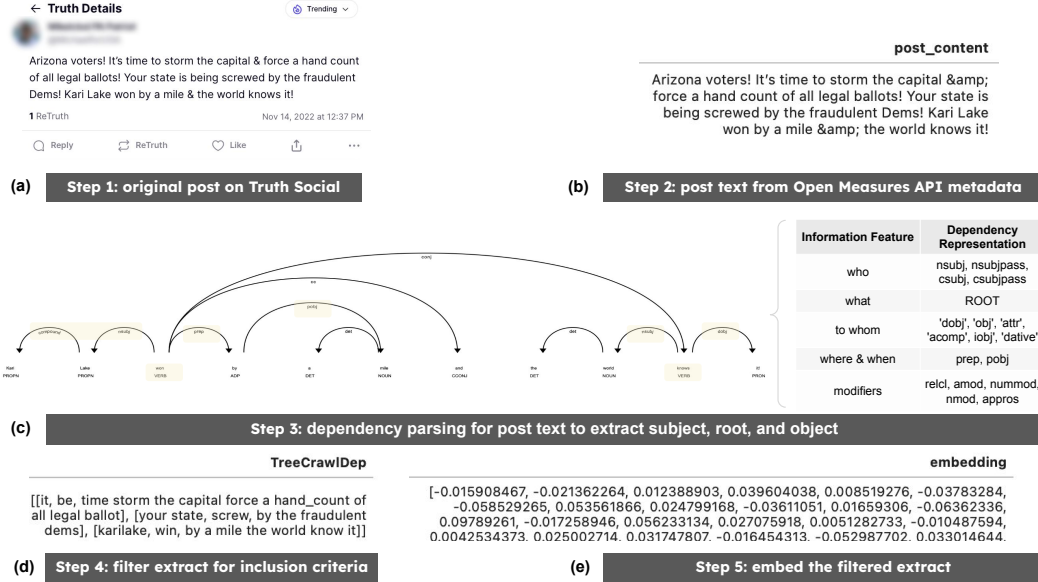 ← Truth Details
Trending
Arizona voters! It's time to storm the capital & force a hand count
of all legal ballots! Your state is being screwed by the fraudulent
Dems! Kari Lake won by a mile & the world knows it!
1 ReTruth
Nov 14, 2022 at 12:37 PM
Reply
ReTruth
Like
(a) Step 1: original post on Truth Social
post_content
Arizona voters! It's time to storm the capital &amp;
force a hand count of all legal ballots! Your state is
being screwed by the fraudulent Dems! Kari Lake
won by a mile &amp; the world knows it!
(b) Step 2: post text from Open Measures API metadata
conj
cc
pobj
compound nsubj prep det det nsubj dobj
Kari Lake won by a mile and the world knows it
PROPN PROPN VERB ADP DET NOUN CCONJ DET NOUN VERB PRON
Information Feature Dependency
Representation
who nsubj, nsubjpass,
csubj, csubjpass
what ROOT
to whom 'dobj', 'obj', 'attr',
'acomp', iobj', 'dative'
where & when prep, pobj
modifiers relcl, amod, nummod,
nmod, appros
(c) Step 3: dependency parsing for post text to extract subject, root, and object
TreeCrawlDep
[[it, be, time storm the capital force a hand_count of
all legal ballot], [your state, screw, by the fraudulent
dems], [karilake, win, by a mile the world know it]]
(d) Step 4: filter extract for inclusion criteria
embedding
[-0.015908467, -0.021362264, 0.012388903, 0.039604038, 0.008519276, -0.03783284,
-0.058529265, 0.053561866, 0.024799168, -0.03611051, 0.01659306, -0.06362336,
0.09789261, -0.017258946, 0.056233134, 0.027075918, 0.0051282733, -0.010487594,
0.0042534373, 0.025002714, 0.031747807, -0.016454313, -0.052987702, 0.033014644,
(e) Step 5: embed the filtered extract